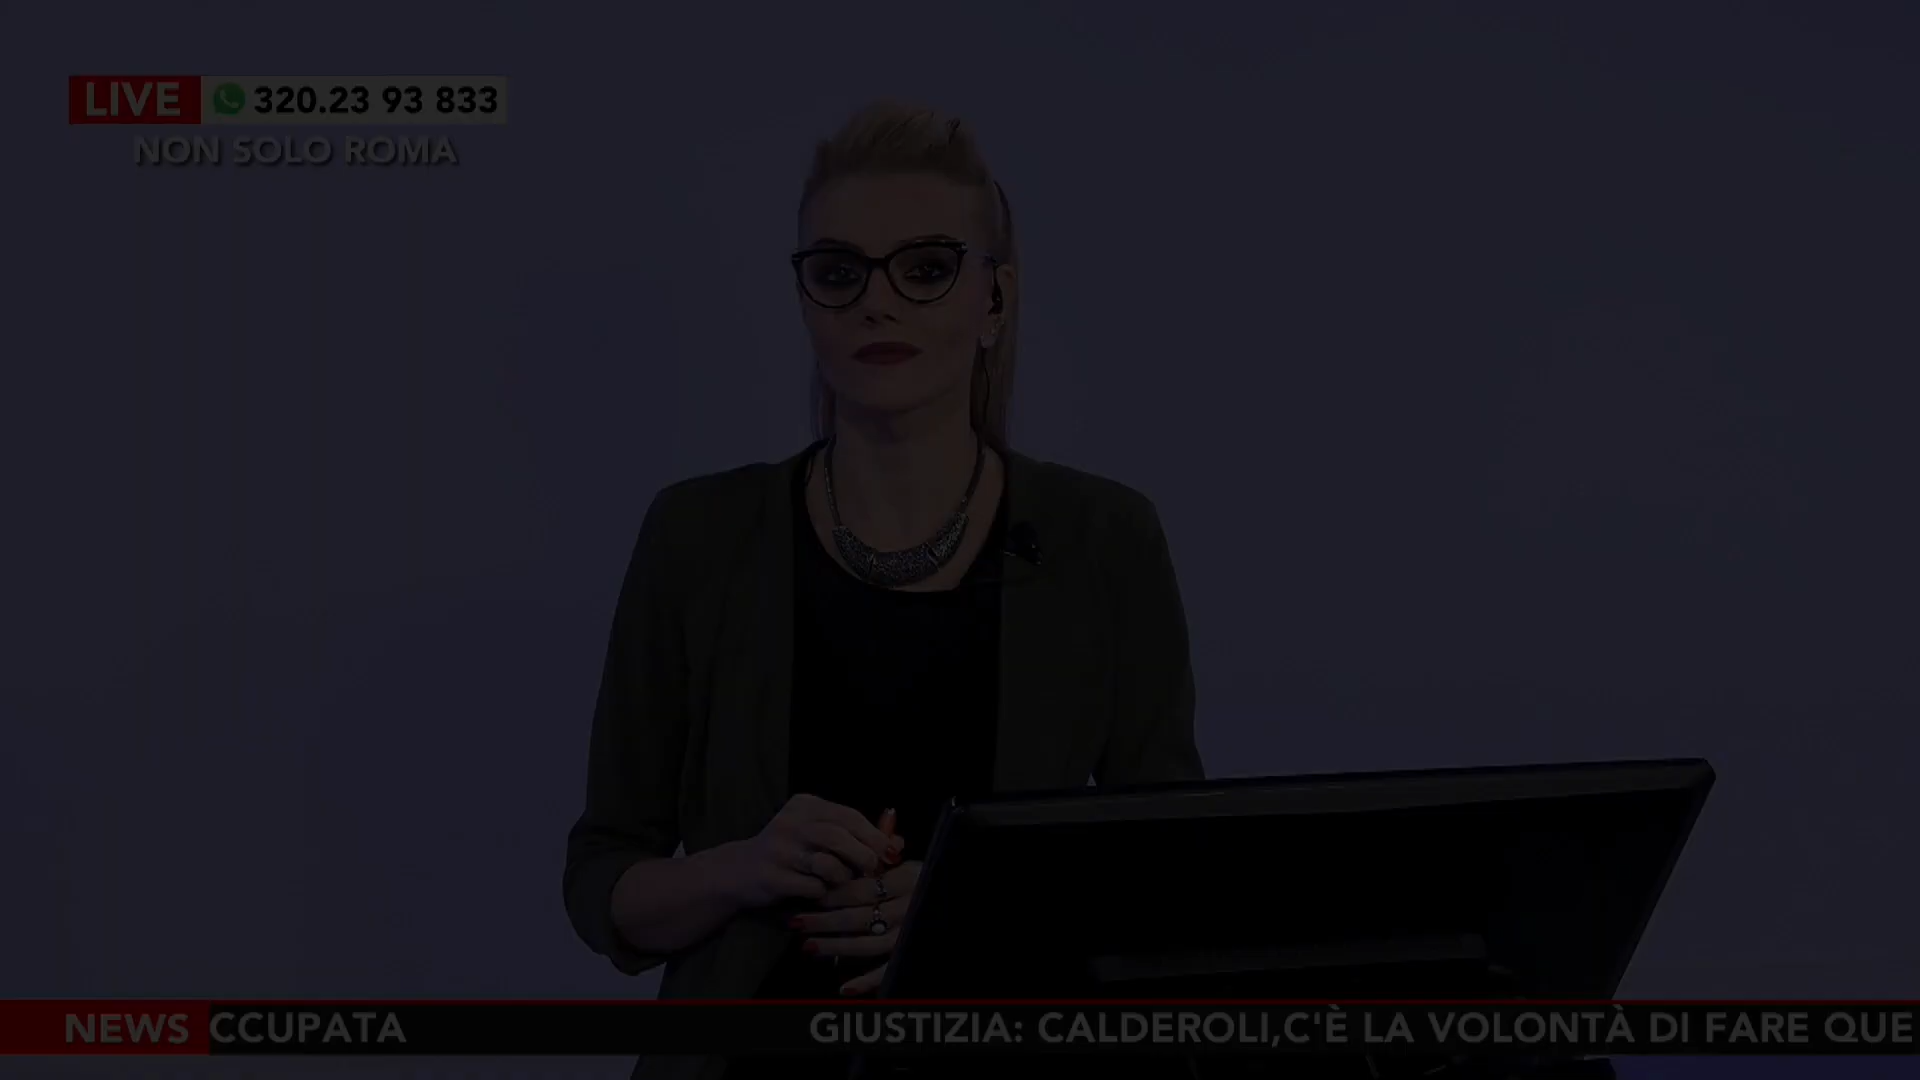 LIVE 320.23 93 833
NON SOLO ROMA
NEWS CCUPATA GIUSTIZIA: CALDEROLI,C'È LA VOLONTÀ DI FARE QUE